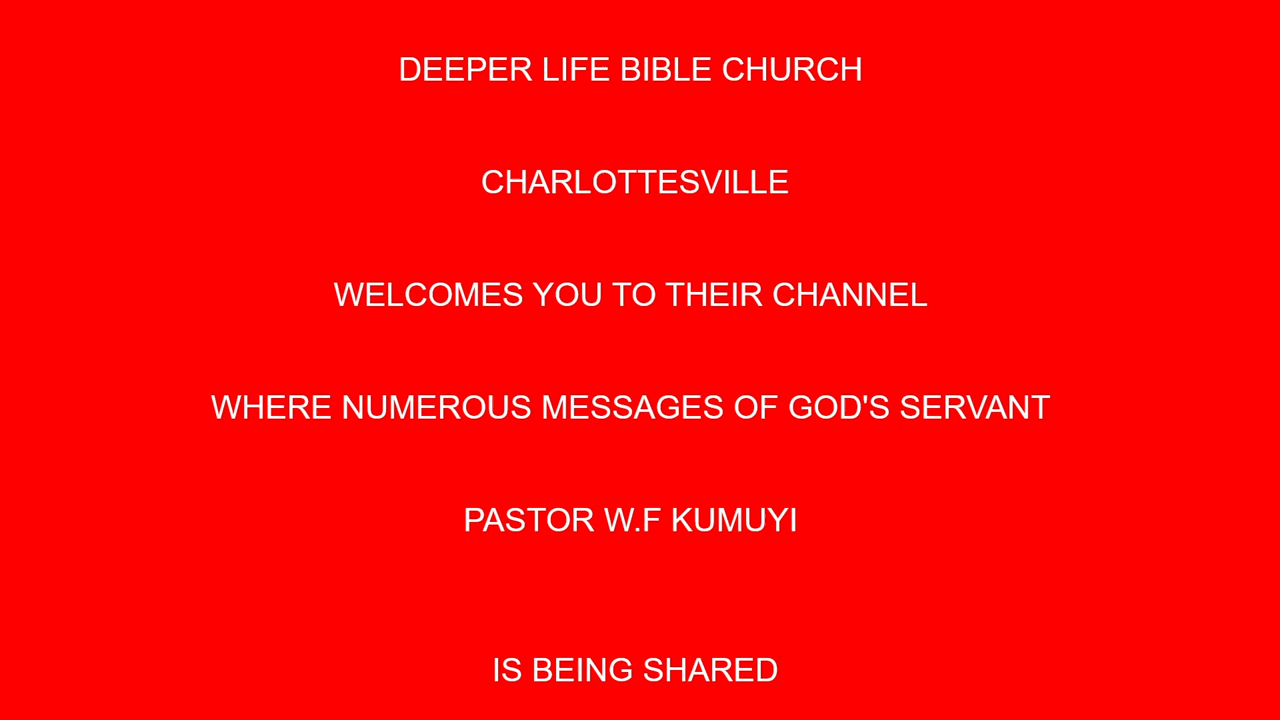 DEEPER LIFE BIBLE CHURCH
CHARLOTTESVILLE
WELCOMES YOU TO THEIR CHANNEL
WHERE NUMEROUS MESSAGES OF GOD'S SERVANT
PASTOR W.F KUMUYI
IS BEING SHARED